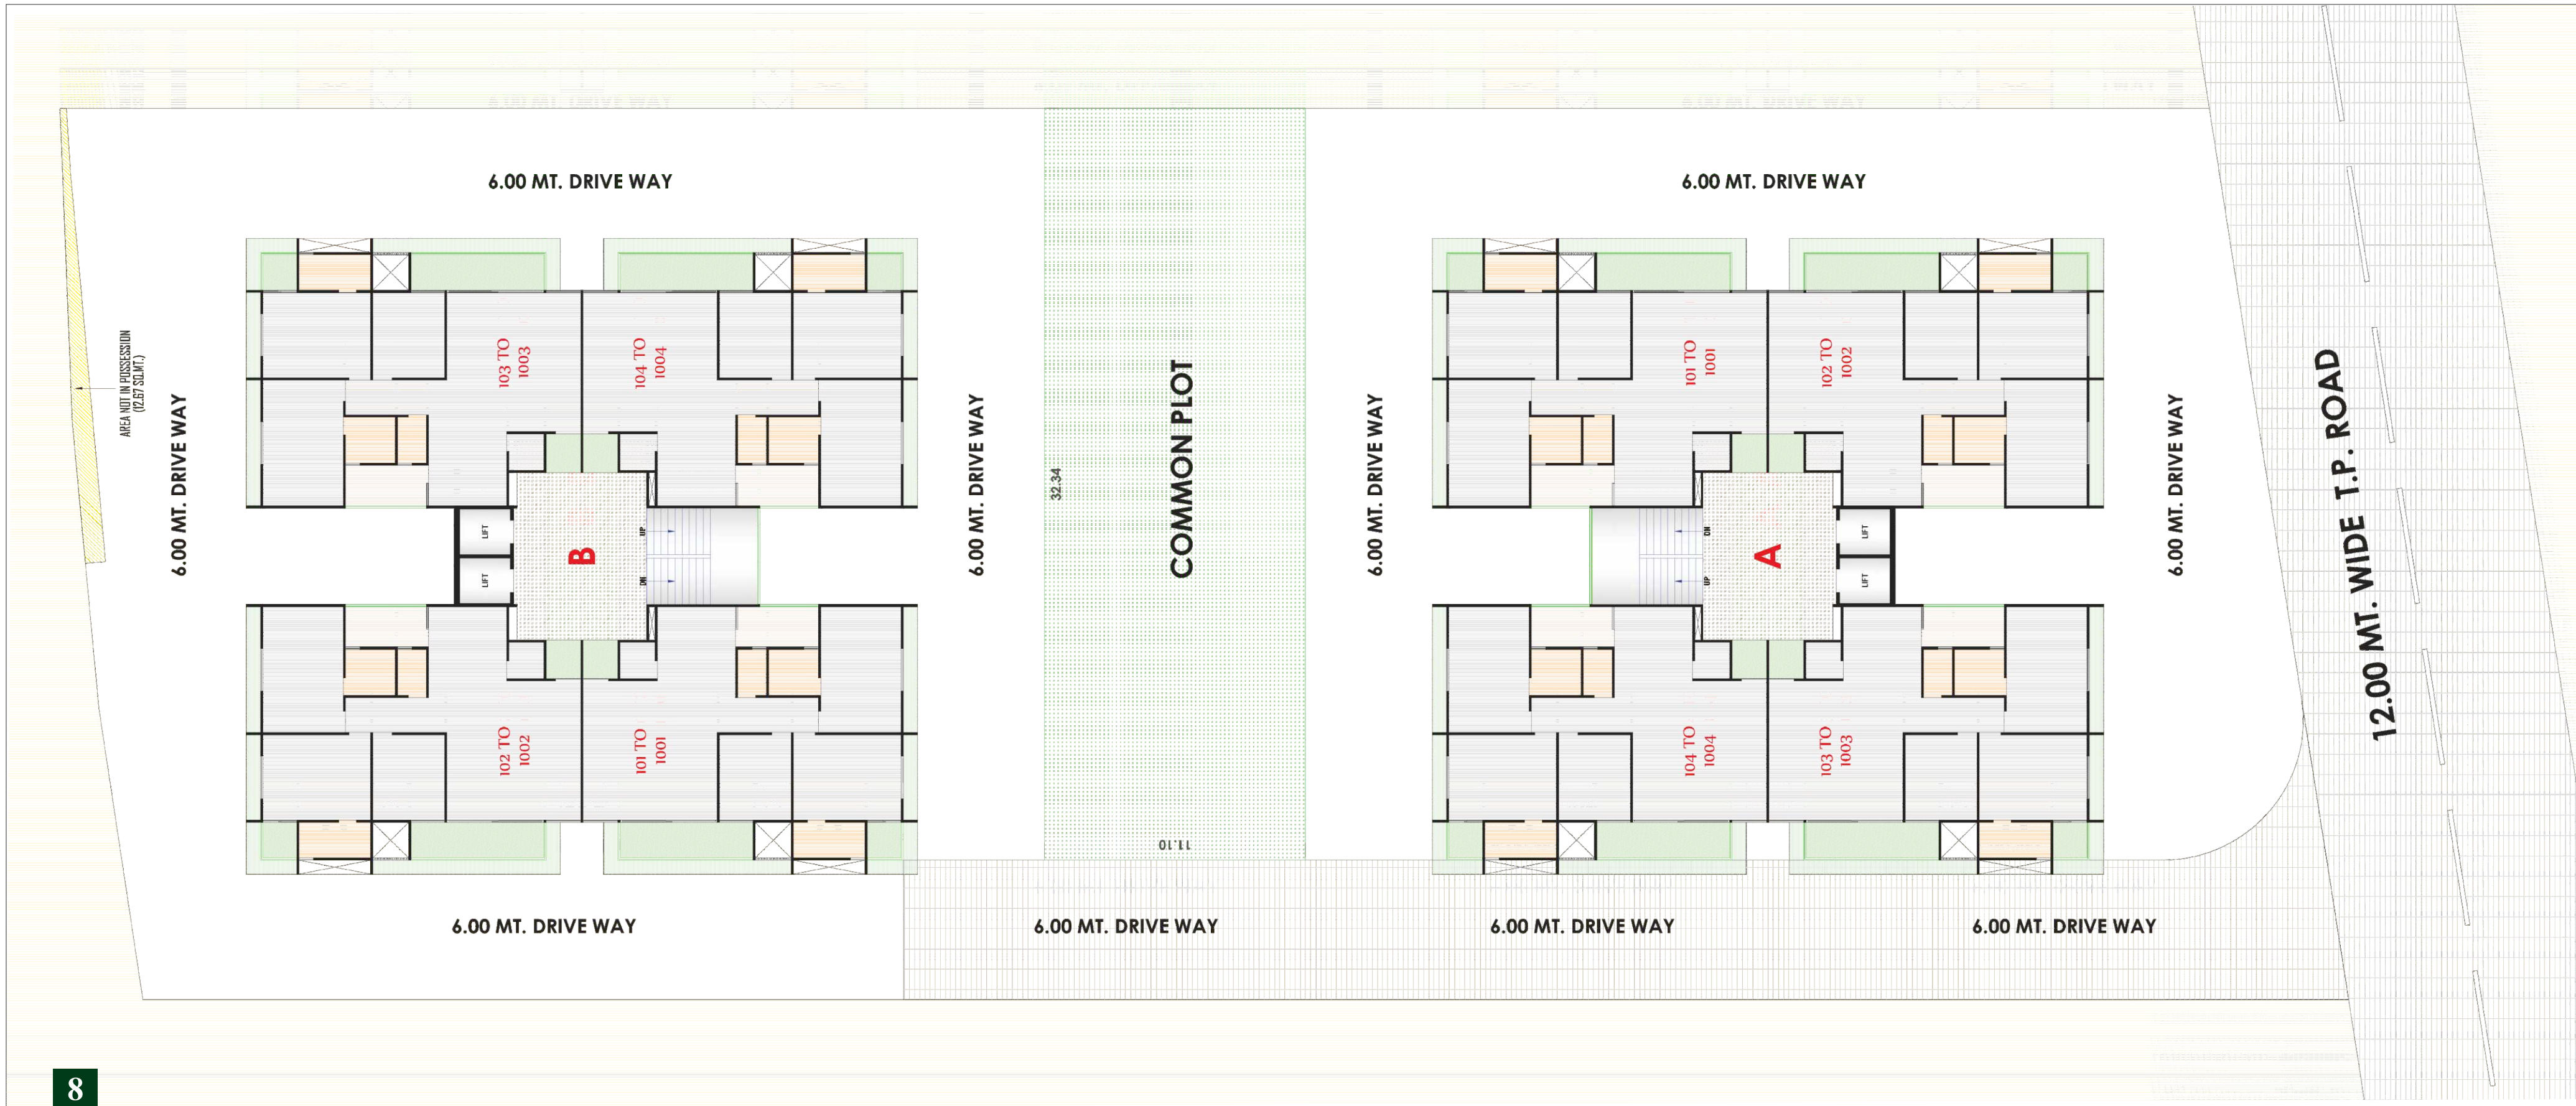 6.00 MT. DRIVE WAY
6.00 MT. DRIVE WAY
AREA NOT IN POSSESSION
(12.67 SQ.MT.)
6.00 MT. DRIVE WAY
103 TO
1003
104 TO
1004
LIFT
LIFT
B
UP
DN
102 TO
1002
101 TO
1001
6.00 MT. DRIVE WAY
32.34
COMMON PLOT
11.10
6.00 MT. DRIVE WAY
101 TO
1001
102 TO
1002
DN
UP
A
LIFT
LIFT
104 TO
1004
103 TO
1003
6.00 MT. DRIVE WAY
12.00 MT. WIDE T.P. ROAD
6.00 MT. DRIVE WAY
6.00 MT. DRIVE WAY
6.00 MT. DRIVE WAY
6.00 MT. DRIVE WAY
8